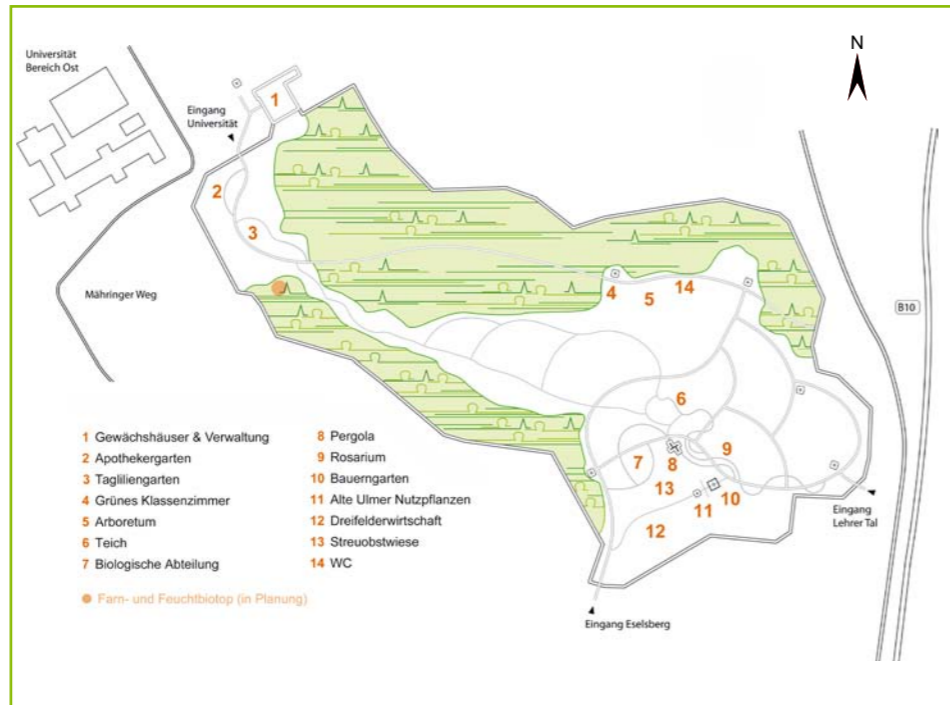 N
Universität
Bereich Ost
Eingang
Universität
1
2
3
Mähringer Weg
B10
4
5
14
6
7
8
9
13
10
11
12
Eingang
Lehrer Tal
Eingang Eselsberg
1 Gewächshäuser & Verwaltung
2 Apothekergarten
3 Tagliliengarten
4 Grünes Klassenzimmer
5 Arboretum
6 Teich
7 Biologische Abteilung
8 Pergola
9 Rosarium
10 Bauerngarten
11 Alte Ulmer Nutzpflanzen
12 Dreifelderwirtschaft
13 Streuobstwiese
14 WC
Farn- und Feuchtbiotop (in Planung)